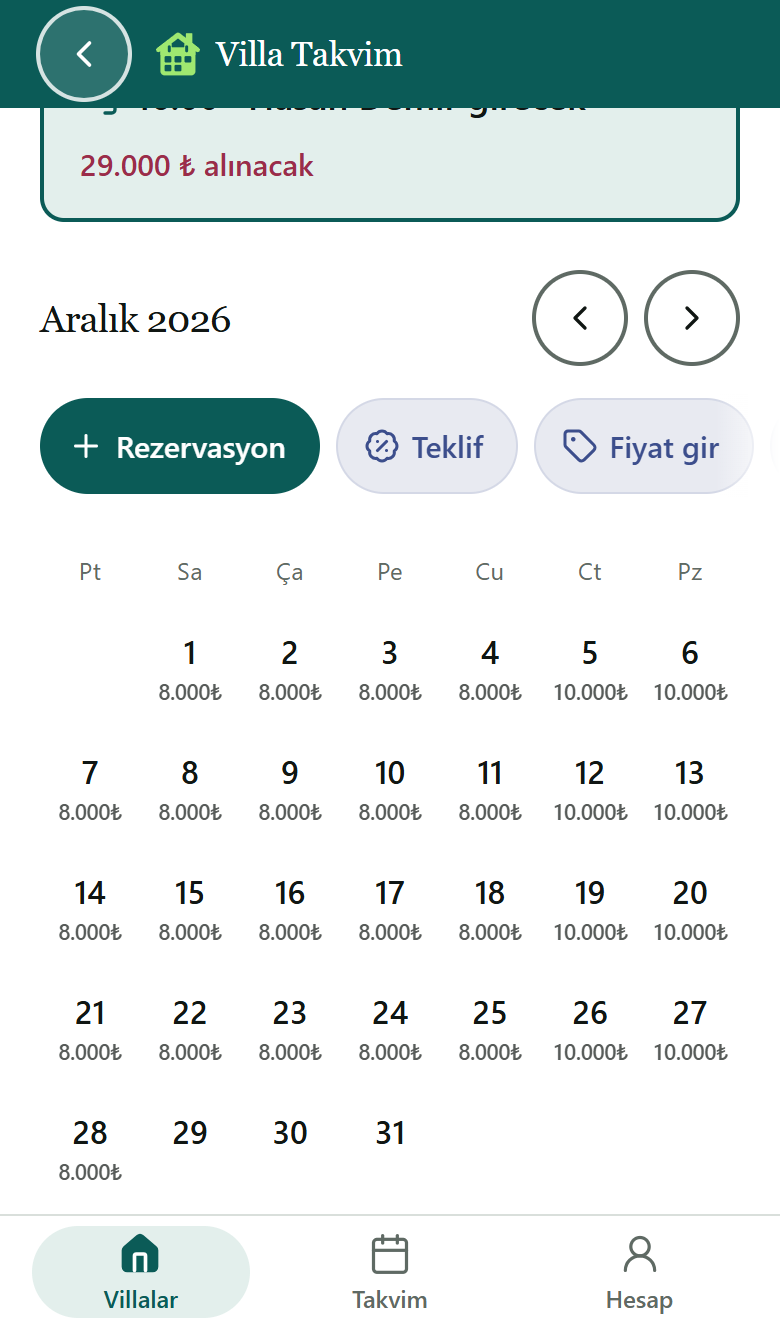 Villa Takvim
29.000 ₺ alınacak
Aralık 2026
Rezervasyon
Teklif
Fiyat gir
Pt Sa Ça Pe Cu Ct Pz
1 2 3 4 5 6
8.000₺ 8.000₺ 8.000₺ 8.000₺ 10.000₺ 10.000₺
7 8 9 10 11 12 13
8.000₺ 8.000₺ 8.000₺ 8.000₺ 8.000₺ 10.000₺ 10.000₺
14 15 16 17 18 19 20
8.000₺ 8.000₺ 8.000₺ 8.000₺ 8.000₺ 10.000₺ 10.000₺
21 22 23 24 25 26 27
8.000₺ 8.000₺ 8.000₺ 8.000₺ 8.000₺ 10.000₺ 10.000₺
28 29 30 31
8.000₺
Villalar Takvim Hesap